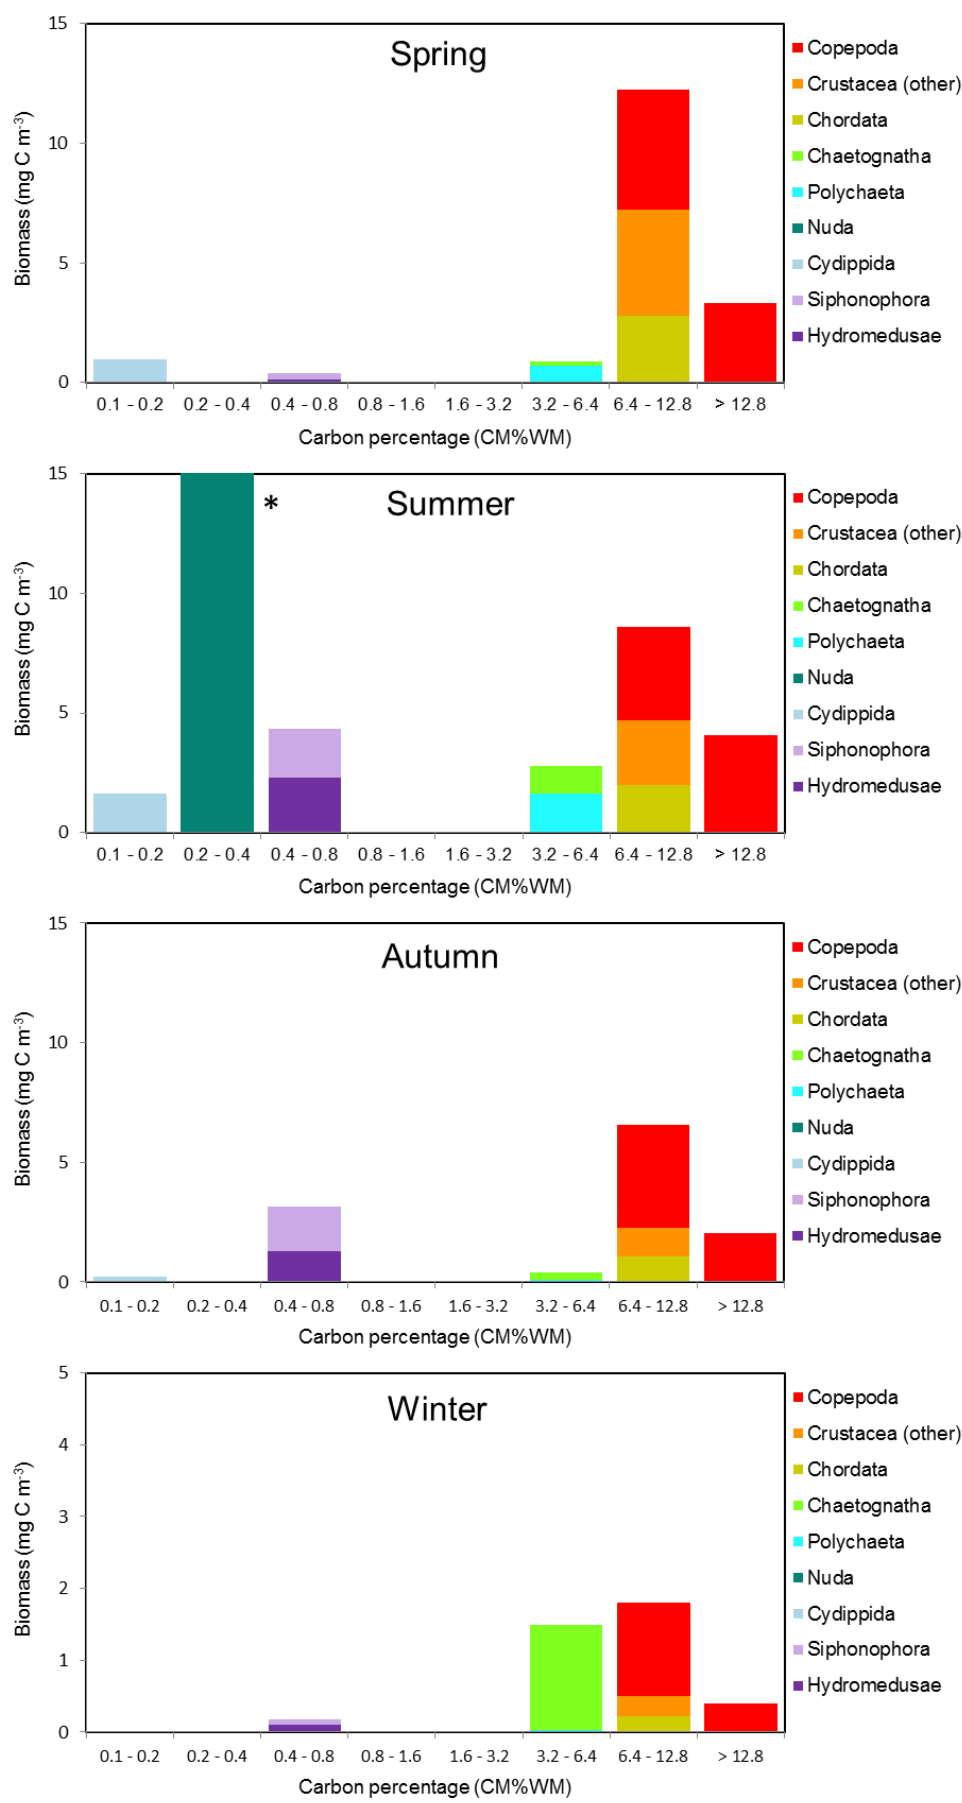 Spring
Biomass (mg C m-3)
15
10
5
0
0.1 - 0.2 0.2 - 0.4 0.4 - 0.8 0.8 - 1.6 1.6 - 3.2 3.2 - 6.4 6.4 - 12.8 > 12.8
Carbon percentage (CM%WM)
Copepoda
Crustacea (other)
Chordata
Chaetognatha
Polychaeta
Nuda
Cydippida
Siphonophora
Hydromedusae
Summer
*
Biomass (mg C m-3)
15
10
5
0
0.1 - 0.2 0.2 - 0.4 0.4 - 0.8 0.8 - 1.6 1.6 - 3.2 3.2 - 6.4 6.4 - 12.8 > 12.8
Carbon percentage (CM%WM)
Copepoda
Crustacea (other)
Chordata
Chaetognatha
Polychaeta
Nuda
Cydippida
Siphonophora
Hydromedusae
Autumn
Biomass (mg C m-3)
15
10
5
0
0.1 - 0.2 0.2 - 0.4 0.4 - 0.8 0.8 - 1.6 1.6 - 3.2 3.2 - 6.4 6.4 - 12.8 > 12.8
Carbon percentage (CM%WM)
Copepoda
Crustacea (other)
Chordata
Chaetognatha
Polychaeta
Nuda
Cydippida
Siphonophora
Hydromedusae
Winter
Biomass (mg C m-3)
5
4
3
2
1
0
0.1 - 0.2 0.2 - 0.4 0.4 - 0.8 0.8 - 1.6 1.6 - 3.2 3.2 - 6.4 6.4 - 12.8 > 12.8
Carbon percentage (CM%WM)
Copepoda
Crustacea (other)
Chordata
Chaetognatha
Polychaeta
Nuda
Cydippida
Siphonophora
Hydromedusae